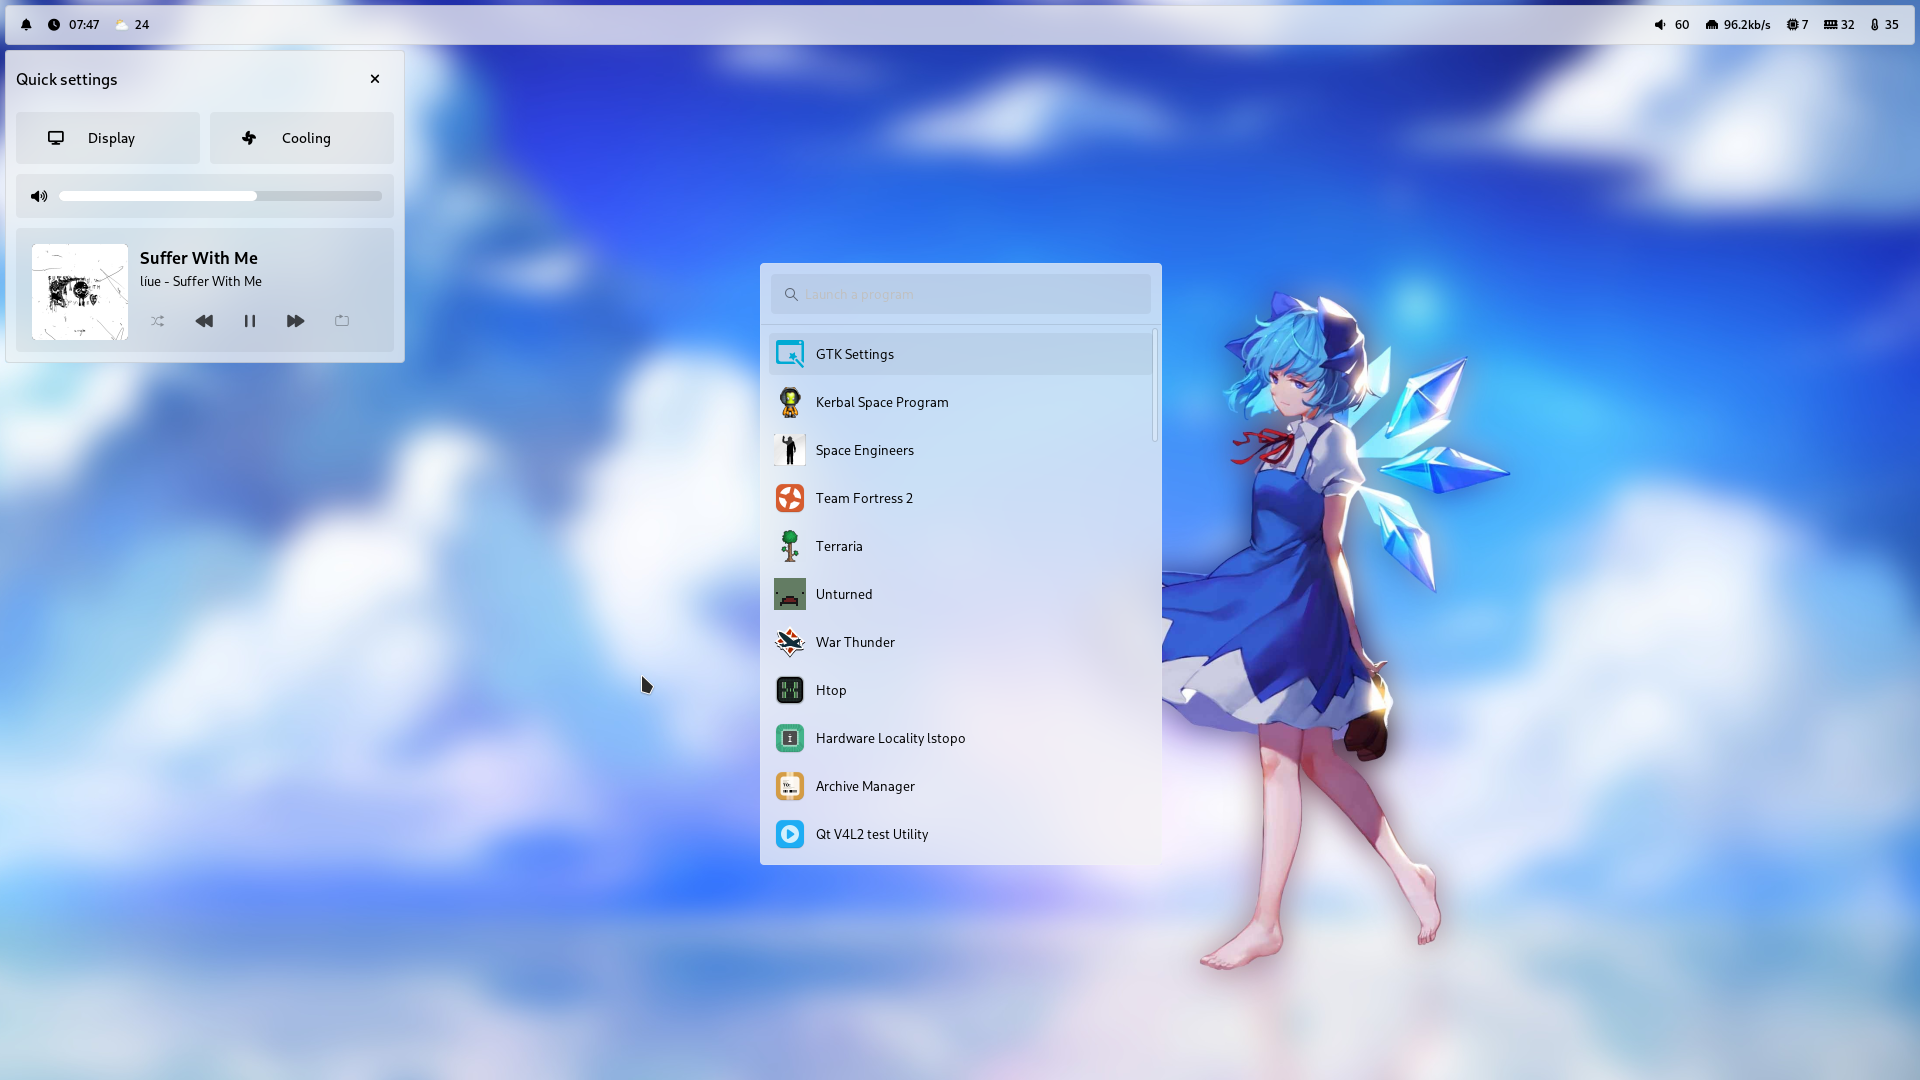 07:47 24 60 96.2kb/s 7 32 35
Quick settings
Display Cooling
Suffer With Me
líue - Suffer With Me
Launch a program
GTK Settings
Kerbal Space Program
Space Engineers
Team Fortress 2
Terraria
Unturned
War Thunder
Htop
Hardware Locality lstopo
Archive Manager
Qt V4L2 test Utility